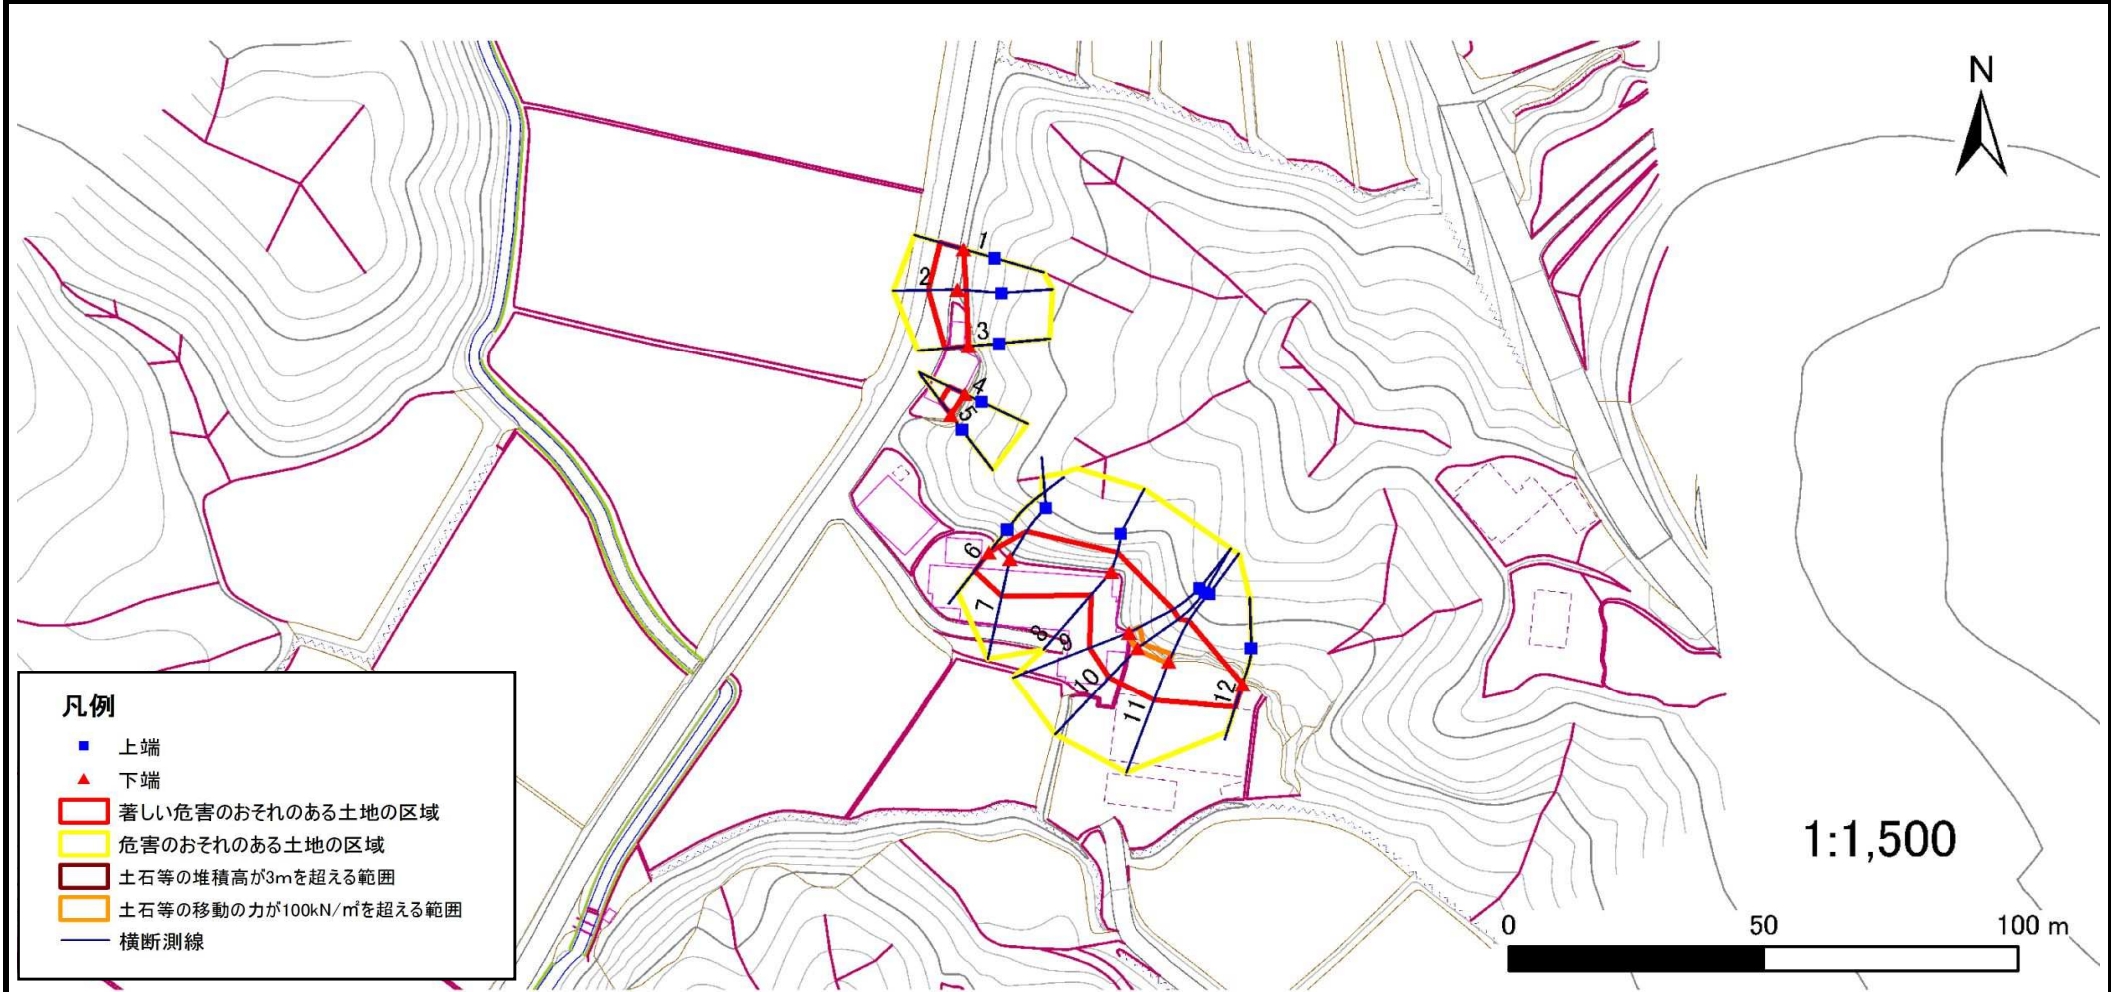 N
1
2
3
4
5
6
7
8
9
10
11
12
凡例
上端
下端
著しい危害のおそれのある土地の区域
危害のおそれのある土地の区域
土石等の堆積高が3mを超える範囲
土石等の移動の力が100kN/㎡を超える範囲
横断測線
1:1,500
0 50 100 m